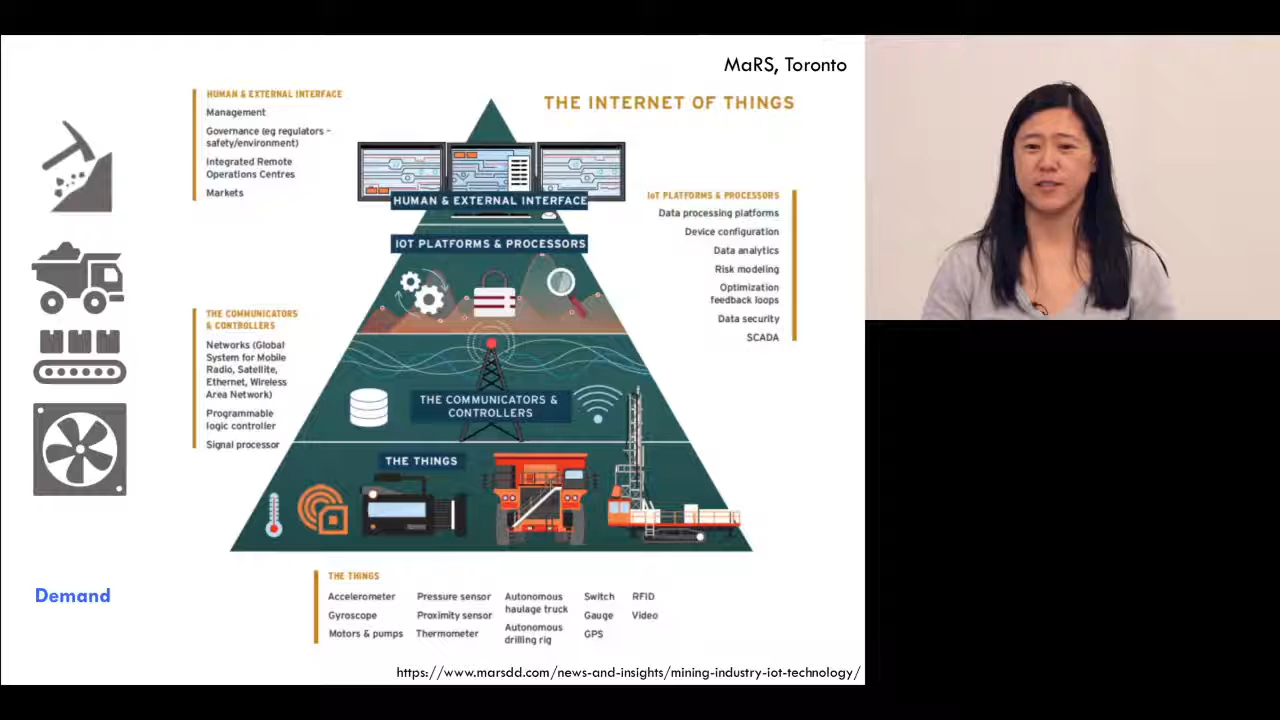 MaRS, Toronto
THE INTERNET OF THINGS
HUMAN & EXTERNAL INTERFACE
Management
Governance (eg regulators –
safety/environment)
Integrated Remote
Operations Centres
Markets
HUMAN & EXTERNAL INTERFACE
IOT PLATFORMS & PROCESSORS
IoT PLATFORMS & PROCESSORS
Data processing platforms
Device configuration
Data analytics
Risk modeling
Optimization
feedback loops
Data security
SCADA
THE COMMUNICATORS
& CONTROLLERS
Networks (Global
System for Mobile
Radio, Satellite,
Ethernet, Wireless
Area Network)
Programmable
logic controller
Signal processor
THE COMMUNICATORS &
CONTROLLERS
THE THINGS
THE THINGS
Accelerometer
Gyroscope
Motors & pumps
Pressure sensor
Proximity sensor
Thermometer
Autonomous
haulage truck
Autonomous
drilling rig
Switch
Gauge
GPS
RFID
Video
Demand
https://www.marsdd.com/news-and-insights/mining-industry-iot-technology/